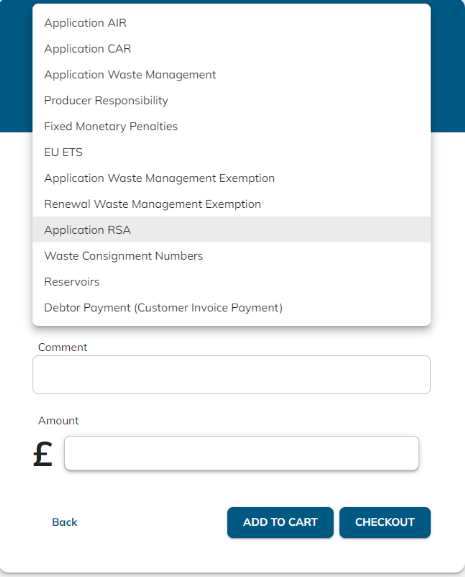 Application AIR
Application CAR
Application Waste Management
Producer Responsibility
Fixed Monetary Penalties
EU ETS
Application Waste Management Exemption
Renewal Waste Management Exemption
Application RSA
Waste Consignment Numbers
Reservoirs
Debtor Payment (Customer Invoice Payment)
Comment
Amount
£
Back ADD TO CART CHECKOUT